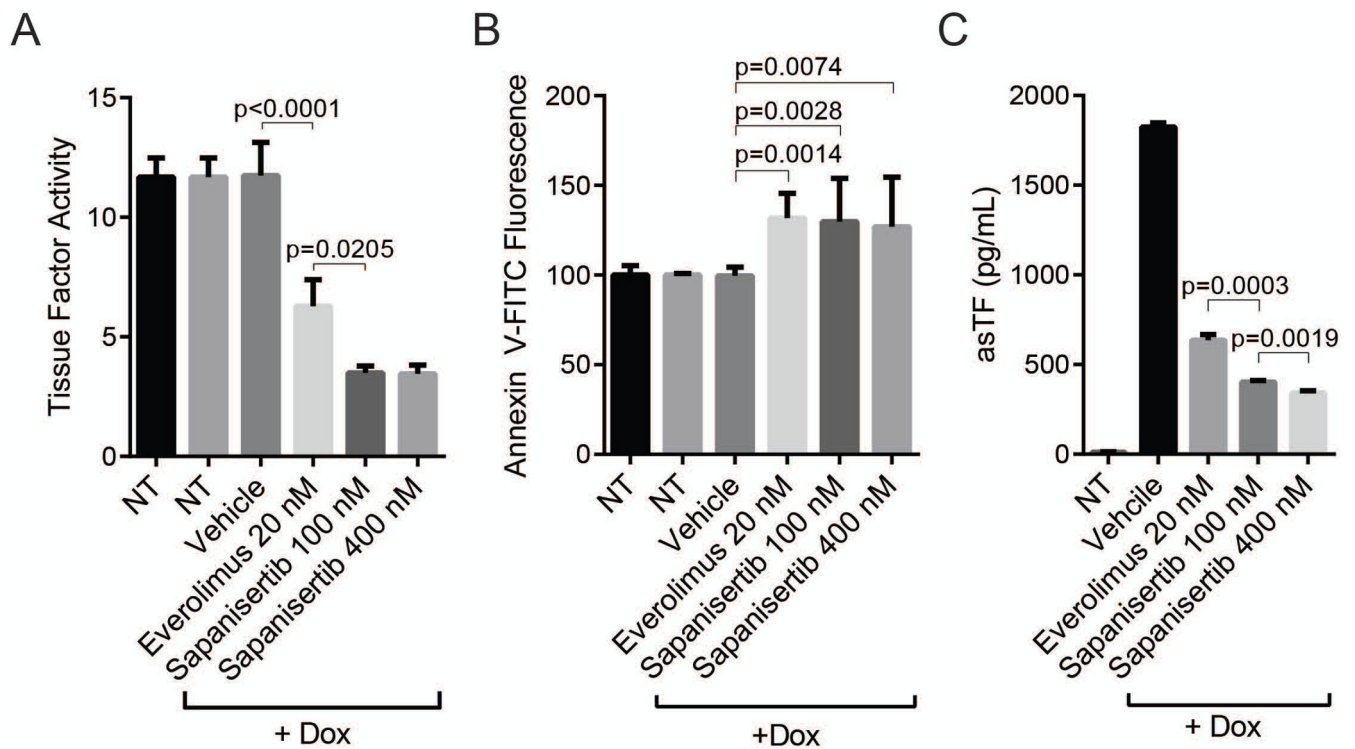 A
Tissue Factor Activity
15
10
5
0
p<0.0001
p=0.0205
NT
NT
Vehicle
Everolimus 20 nM
Sapanisertib 100 nM
Sapanisertib 400 nM
+ Dox
B
Annexin V-FITC Fluorescence
200
150
100
50
0
p=0.0074
p=0.0028
p=0.0014
NT
NT
Vehicle
Everolimus 20 nM
Sapanisertib 100 nM
Sapanisertib 400 nM
+Dox
C
asTF (pg/mL)
2000
1500
1000
500
0
p=0.0003
p=0.0019
NT
Vehcile
Everolimus 20 nM
Sapanisertib 100 nM
Sapanisertib 400 nM
+ Dox